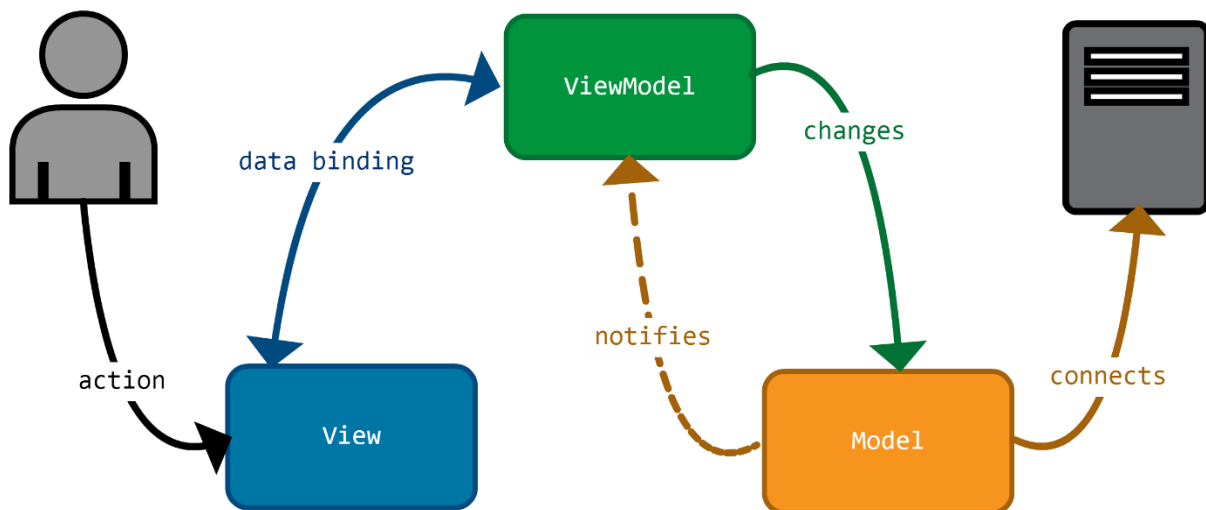 ViewModel
changes
data binding
notifies
action
connects
View
Model